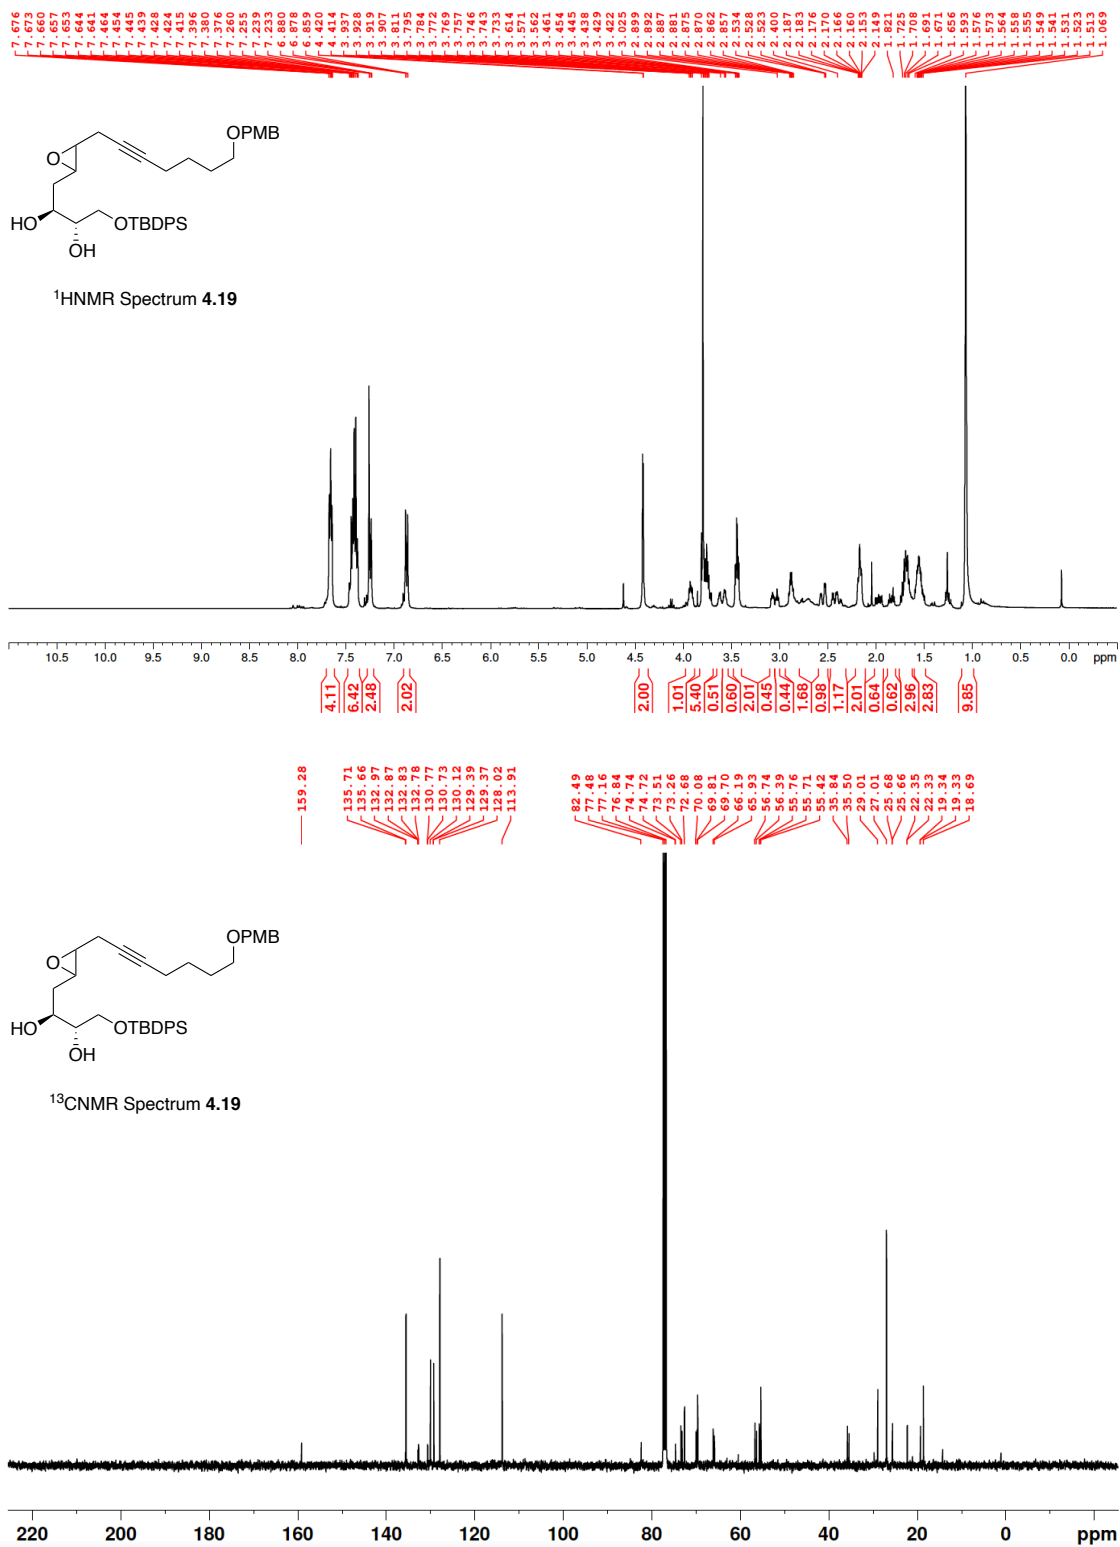 7.676 7.673 7.660 7.657 7.653 7.644 7.641 7.464 7.454 7.445 7.439 7.428 7.424 7.415 7.396 7.380 7.376 7.260 7.255 7.239 7.233 6.880 6.878 6.859 4.420 4.414 3.937 3.928 3.919 3.907 3.811 3.795 3.784 3.772 3.769 3.757 3.746 3.743 3.733 3.614 3.571 3.562 3.461 3.454 3.445 3.438 3.429 3.422 3.025 2.899 2.892 2.887 2.881 2.875 2.870 2.862 2.857 2.534 2.528 2.523 2.400 2.187 2.183 2.176 2.170 2.166 2.160 2.153 2.149 1.821 1.725 1.708 1.691 1.671 1.656 1.593 1.576 1.573 1.564 1.558 1.555 1.549 1.541 1.531 1.523 1.513 1.069
OPMB
O
HO
OTBDPS
OH
¹HNMR Spectrum 4.19
10.5 10.0 9.5 9.0 8.5 8.0 7.5 7.0 6.5 6.0 5.5 5.0 4.5 4.0 3.5 3.0 2.5 2.0 1.5 1.0 0.5 0.0 ppm
4.11 6.42 2.48 2.02 2.00 1.01 5.40 0.51 0.60 2.01 0.45 0.44 1.68 0.98 1.17 2.01 0.64 0.62 2.96 2.83 9.85
159.28 135.71 135.66 132.97 132.87 132.83 132.78 130.77 130.73 130.12 129.39 129.37 128.02 113.91 82.49 77.48 77.16 76.84 74.74 74.72 73.51 73.26 72.68 70.08 69.81 69.70 66.19 65.93 56.74 56.39 55.76 55.71 55.42 35.84 35.50 29.01 27.01 25.68 25.66 22.35 22.33 19.34 19.33 18.69
OPMB
O
HO
OTBDPS
OH
¹³CNMR Spectrum 4.19
220 200 180 160 140 120 100 80 60 40 20 0 ppm